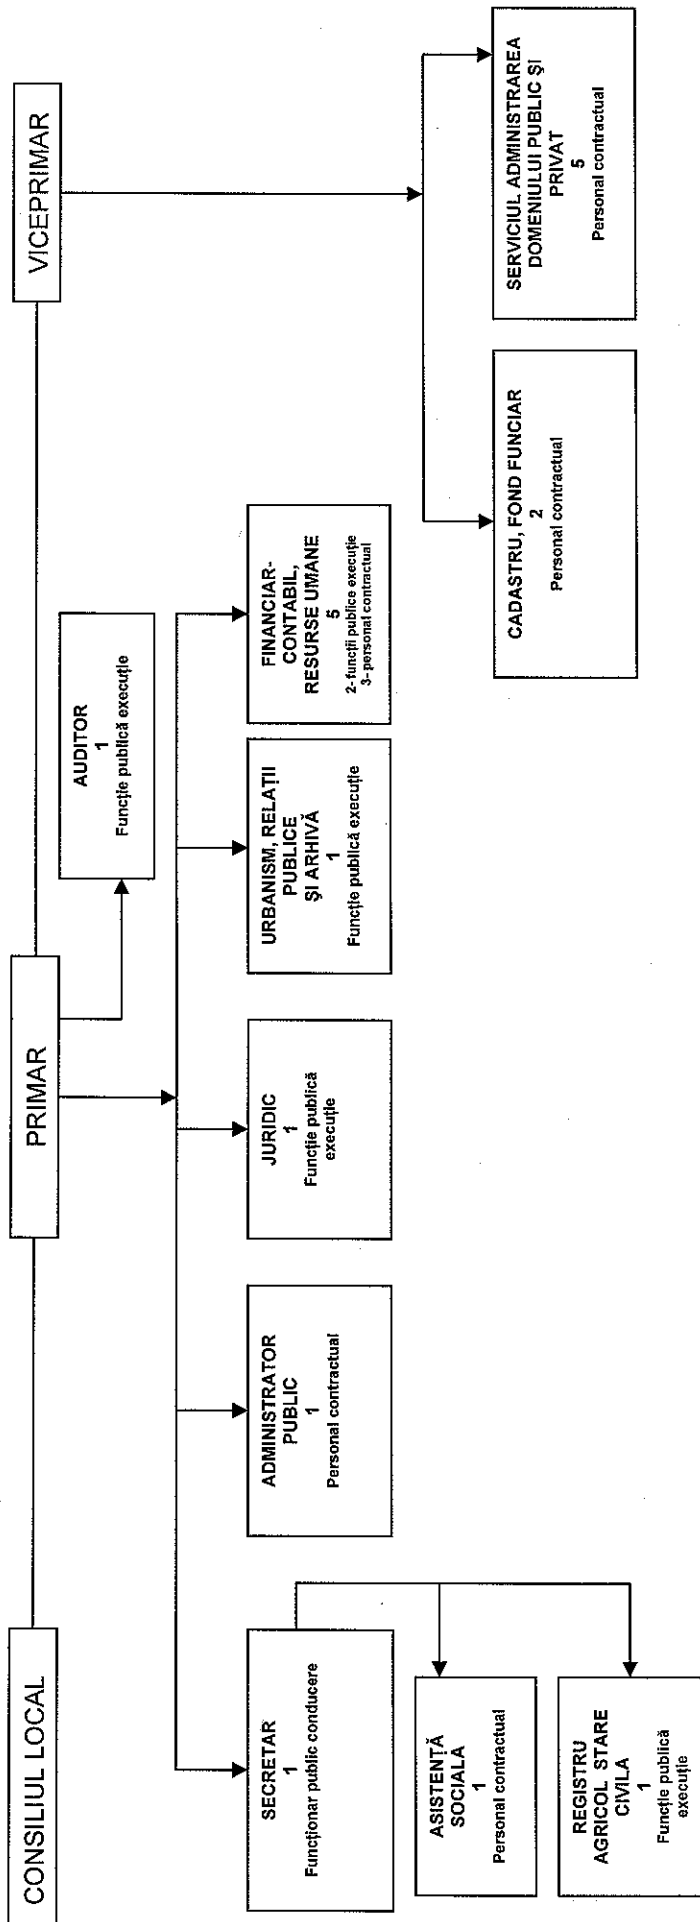 CONSILIUL LOCAL
PRIMAR
VICEPRIMAR
AUDITOR
1
Funcție publică execuție
SECRETAR
1
Funcționar public conducere
ADMINISTRATOR
PUBLIC
1
Personal contractual
JURIDIC
1
Funcție publică
execuție
URBANISM, RELAȚII
PUBLICE
ȘI ARHIVĂ
1
Funcție publică execuție
FINANCIAR-
CONTABIL,
RESURSE UMANE
5
2- funcții publice execuție
3- personal contractual
ASISTENȚĂ
SOCIALA
1
Personal contractual
REGISTRU
AGRICOL STARE
CIVILA
1
Funcție publică
execuție
CADASTRU, FOND FUNCIAR
2
Personal contractual
SERVICIUL ADMINISTRAREA
DOMENIULUI PUBLIC ȘI
PRIVAT
5
Personal contractual